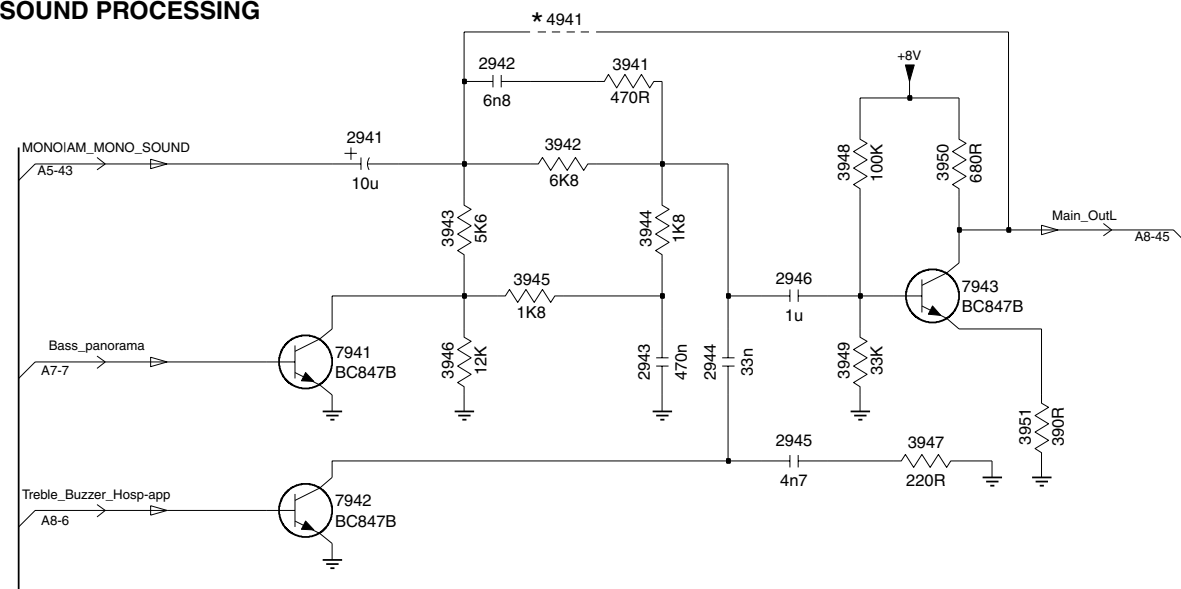 SOUND PROCESSING
* 4941
2942
6n8
3941
470R
+8V
MONO|AM_MONO_SOUND
A5-43
2941
+
10u
3942
6K8
3948
100K
3950
680R
3943
5K6
3944
1K8
Main_OutL
A8-45
3945
1K8
2946
1u
7943
BC847B
Bass_panorama
A7-7
7941
BC847B
3946
12K
2943
470n
2944
33n
3949
33K
3951
390R
2945
4n7
3947
220R
Treble_Buzzer_Hosp-app
A8-6
7942
BC847B